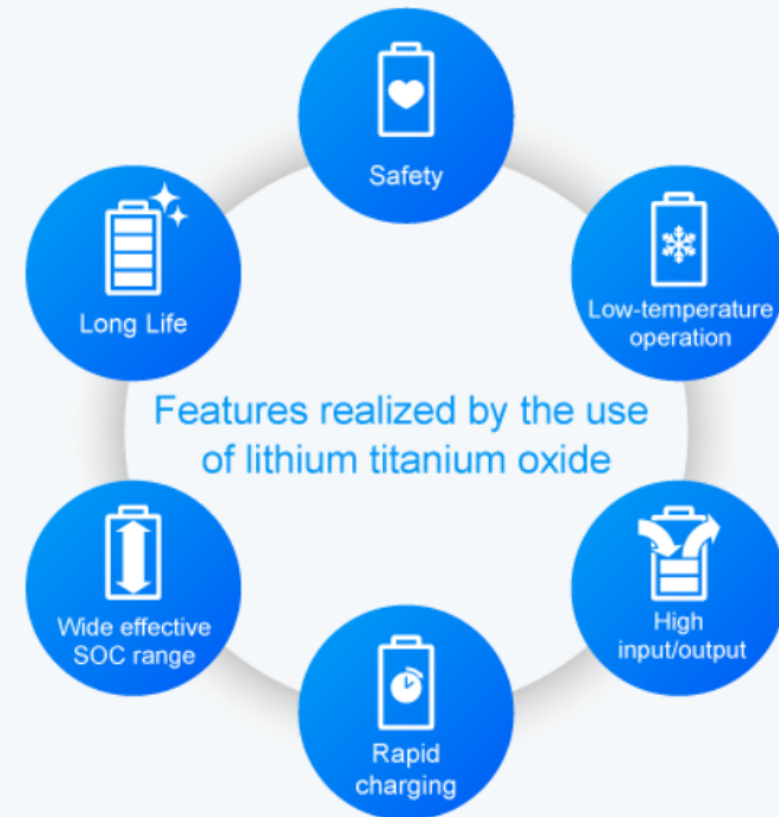 Safety
Low-temperature
operation
High
input/output
Rapid
charging
Wide effective
SOC range
Long Life
Features realized by the use
of lithium titanium oxide